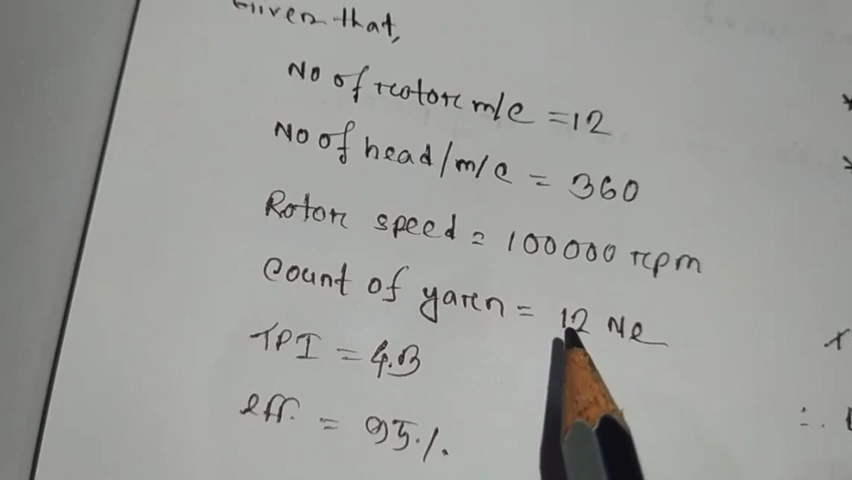 Given that,
No of rotor m/c = 12
No of head/m/c = 360
Rotor speed = 100000 rpm
Count of yarn = 12 Ne
TPI = 4.3
eff. = 95%.